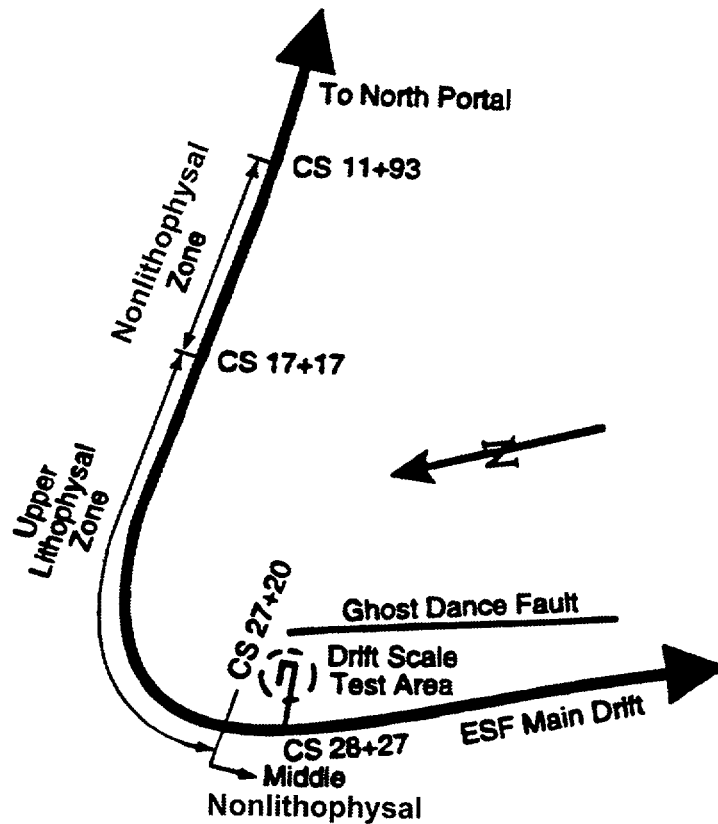 To North Portal
CS 11+93
Nonlithophysal
Zone
CS 17+17
N
Upper
Lithophysal
Zone
CS 27+20
Ghost Dance Fault
Drift Scale
Test Area
ESF Main Drift
CS 28+27
Middle
Nonlithophysal